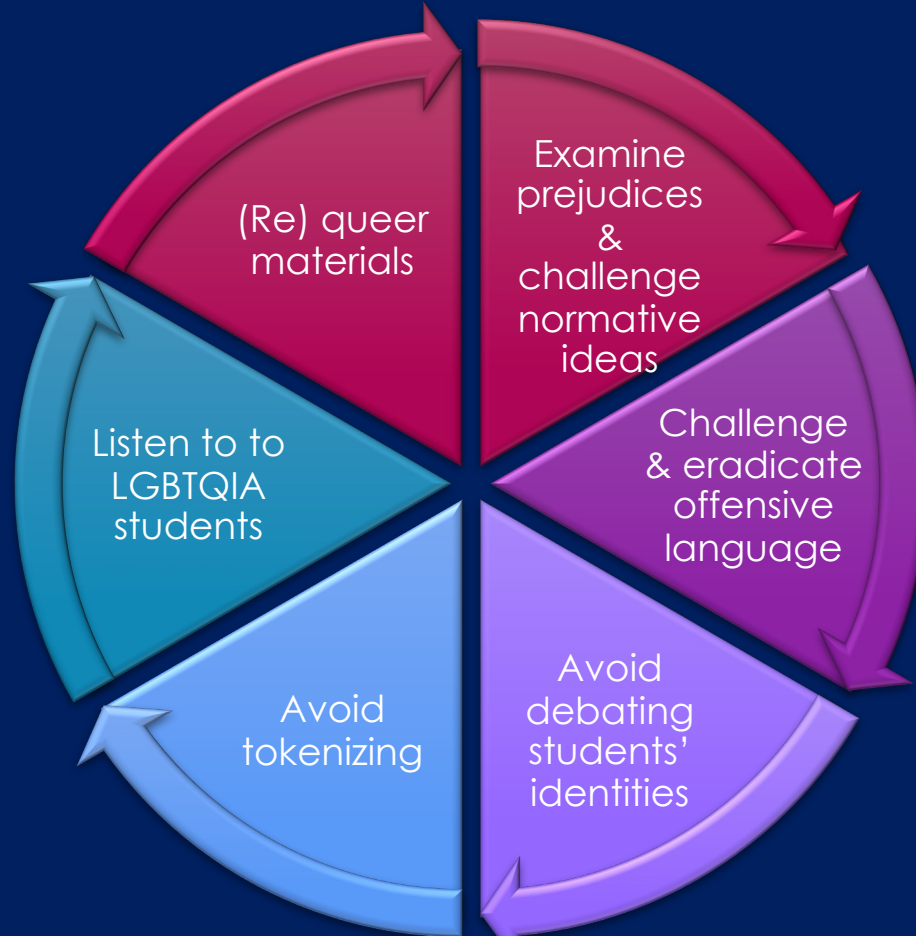 Examine
prejudices
&
challenge
normative
ideas
Challenge
& eradicate
offensive
language
Avoid
debating
students’
identities
Avoid
tokenizing
Listen to to
LGBTQIA
students
(Re) queer
materials